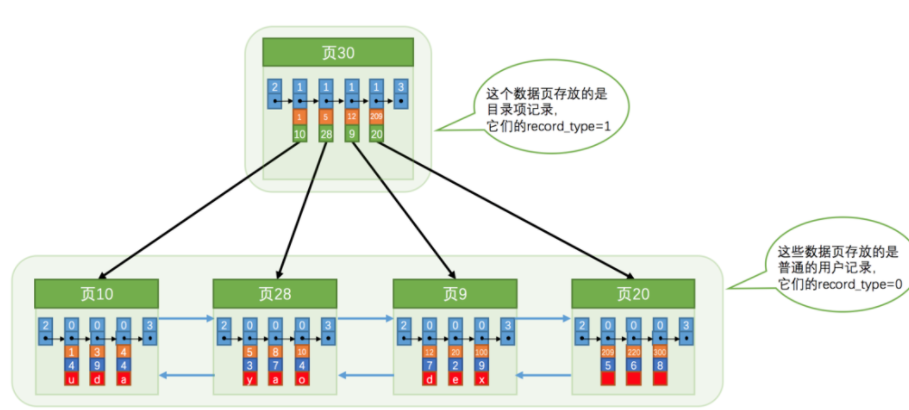 页30
2 1 1 1 1 3
1 5 12 209
10 28 9 20
这个数据页存放的是
目录项记录,
它们的record_type=1
这些数据页存放的是
普通的用户记录,
它们的record_type=0
页10
2 0 0 0 3
1 3 4
4 9 4
u d a
页28
2 0 0 0 3
5 8 10
3 7 4
y a o
页9
2 0 0 0 3
12 20 100
7 2 9
d e x
页20
2 0 0 0 3
209 220 300
5 6 8